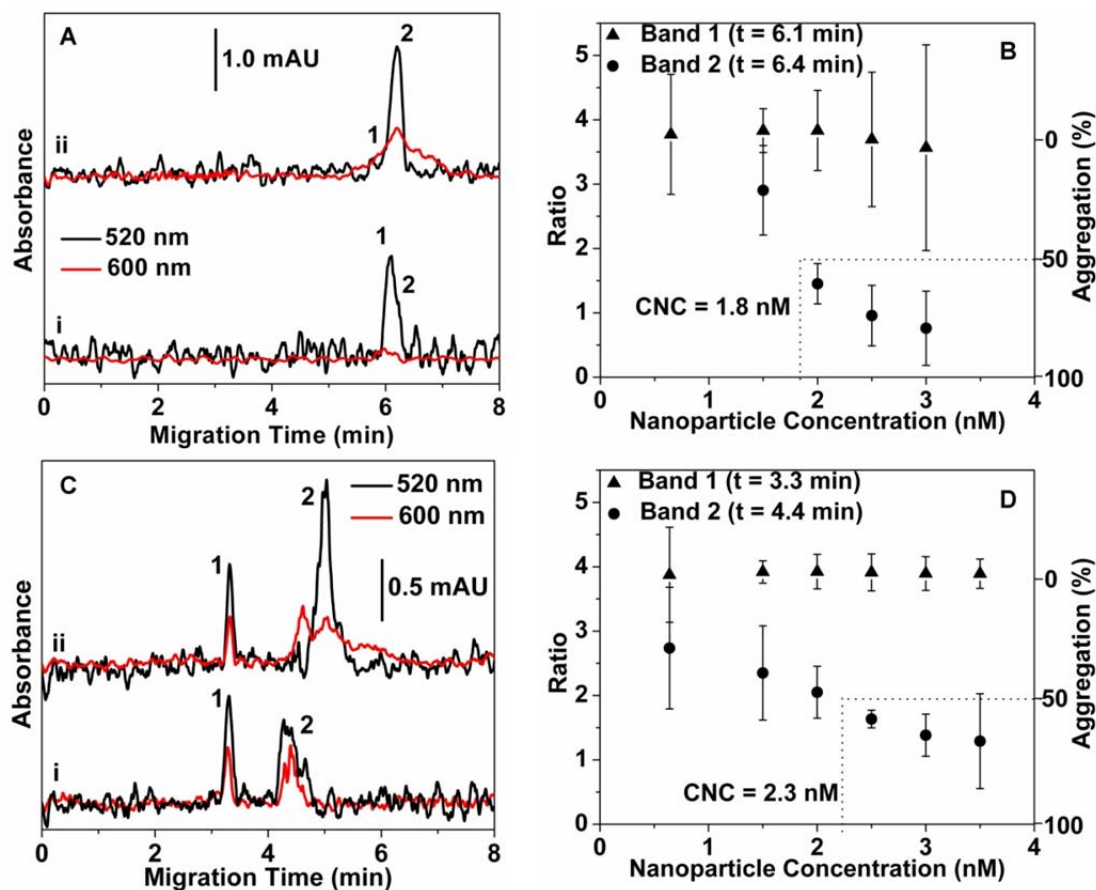 A
1.0 mAU
2
1
ii
520 nm
600 nm
1
2
i
Absorbance
0 2 4 6 8
Migration Time (min)
B
Band 1 (t = 6.1 min)
Band 2 (t = 6.4 min)
5
4
3
2
1
0
Ratio
0
50
100
Aggregation (%)
CNC = 1.8 nM
0 1 2 3 4
Nanoparticle Concentration (nM)
C
520 nm
600 nm
2
1
0.5 mAU
ii
1
2
i
Absorbance
0 2 4 6 8
Migration Time (min)
D
Band 1 (t = 3.3 min)
Band 2 (t = 4.4 min)
5
4
3
2
1
0
Ratio
0
50
100
Aggregation (%)
CNC = 2.3 nM
0 1 2 3 4
Nanoparticle Concentration (nM)